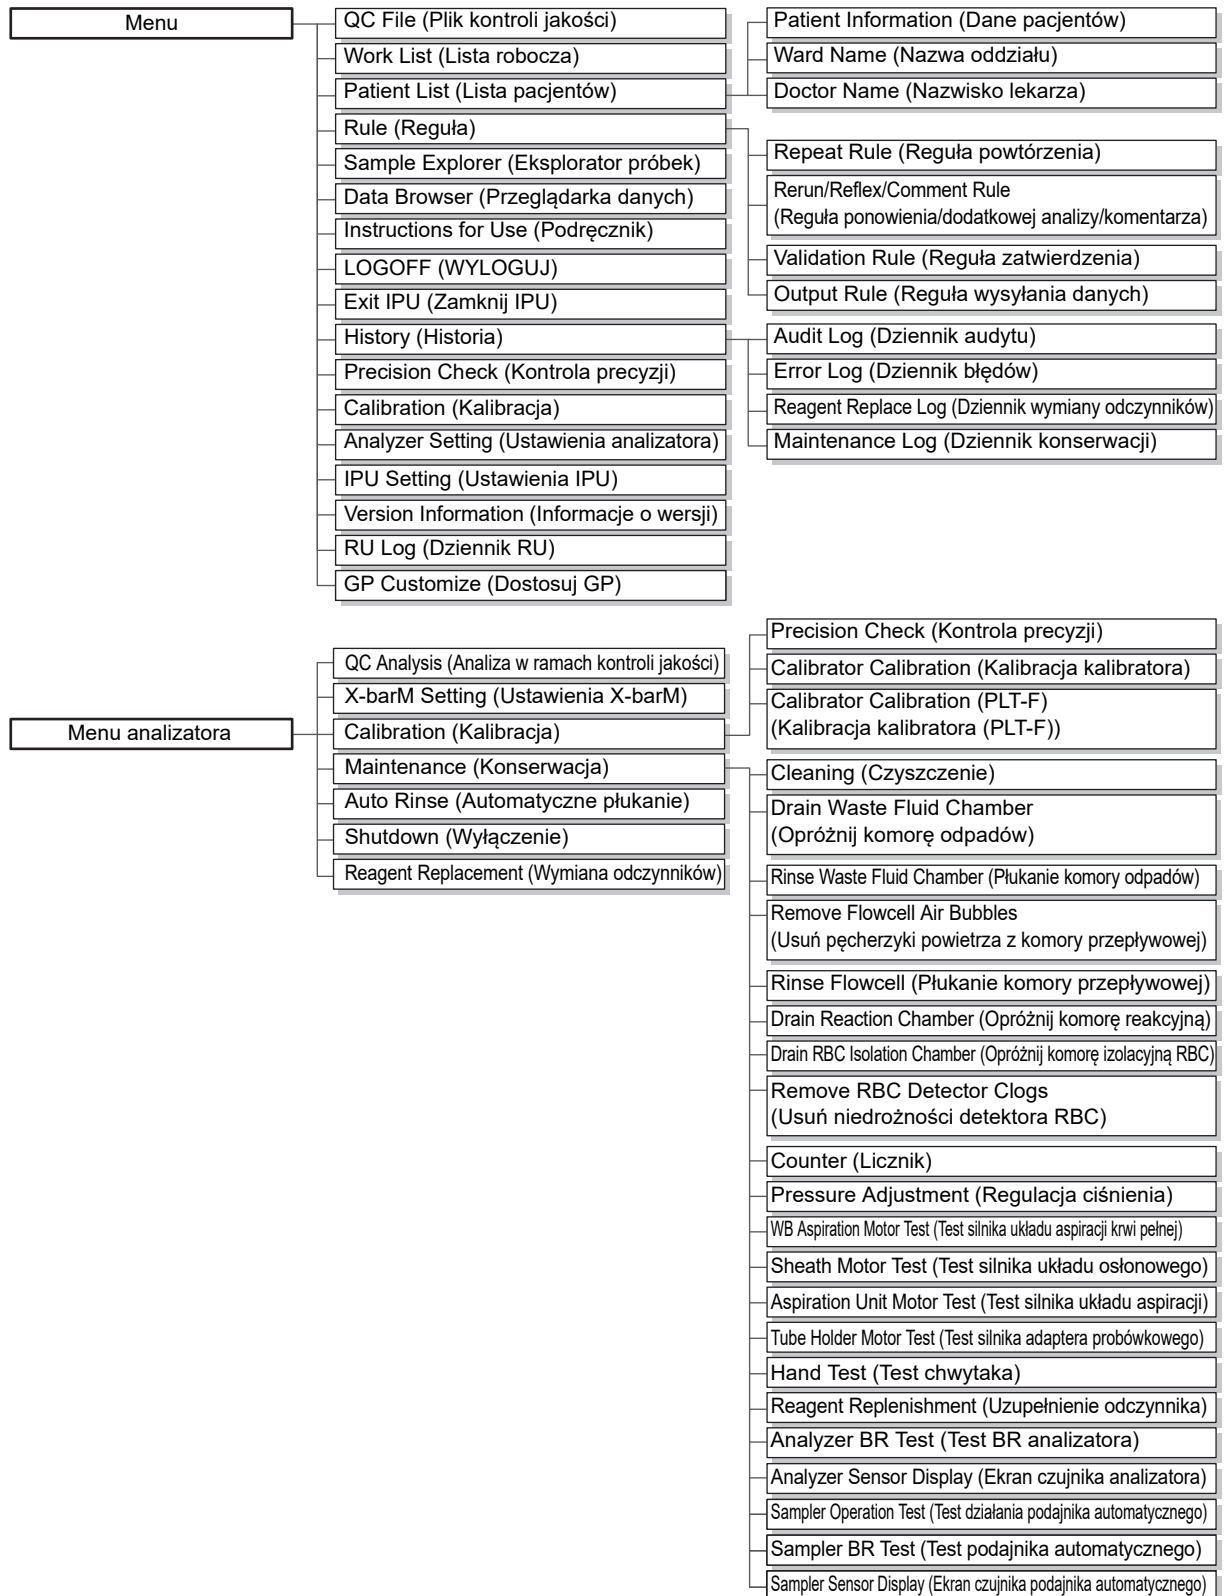 Menu
QC File (Plik kontroli jakości)
Work List (Lista robocza)
Patient List (Lista pacjentów)
Rule (Reguła)
Sample Explorer (Eksplorator próbek)
Data Browser (Przeglądarka danych)
Instructions for Use (Podręcznik)
LOGOFF (WYLOGUJ)
Exit IPU (Zamknij IPU)
History (Historia)
Precision Check (Kontrola precyzji)
Calibration (Kalibracja)
Analyzer Setting (Ustawienia analizatora)
IPU Setting (Ustawienia IPU)
Version Information (Informacje o wersji)
RU Log (Dziennik RU)
GP Customize (Dostosuj GP)
Patient Information (Dane pacjentów)
Ward Name (Nazwa oddziału)
Doctor Name (Nazwisko lekarza)
Repeat Rule (Reguła powtórzenia)
Rerun/Reflex/Comment Rule
(Reguła ponowienia/dodatkowej analizy/komentarza)
Validation Rule (Reguła zatwierdzenia)
Output Rule (Reguła wysyłania danych)
Audit Log (Dziennik audytu)
Error Log (Dziennik błędów)
Reagent Replace Log (Dziennik wymiany odczynników)
Maintenance Log (Dziennik konserwacji)
Menu analizatora
QC Analysis (Analiza w ramach kontroli jakości)
X-barM Setting (Ustawienia X-barM)
Calibration (Kalibracja)
Maintenance (Konserwacja)
Auto Rinse (Automatyczne płukanie)
Shutdown (Wyłączenie)
Reagent Replacement (Wymiana odczynników)
Precision Check (Kontrola precyzji)
Calibrator Calibration (Kalibracja kalibratora)
Calibrator Calibration (PLT-F)
(Kalibracja kalibratora (PLT-F))
Cleaning (Czyszczenie)
Drain Waste Fluid Chamber
(Opróżnij komorę odpadów)
Rinse Waste Fluid Chamber (Płukanie komory odpadów)
Remove Flowcell Air Bubbles
(Usuń pęcherzyki powietrza z komory przepływowej)
Rinse Flowcell (Płukanie komory przepływowej)
Drain Reaction Chamber (Opróżnij komorę reakcyjną)
Drain RBC Isolation Chamber (Opróżnij komorę izolacyjną RBC)
Remove RBC Detector Clogs
(Usuń niedrożności detektora RBC)
Counter (Licznik)
Pressure Adjustment (Regulacja ciśnienia)
WB Aspiration Motor Test (Test silnika układu aspiracji krwi pełnej)
Sheath Motor Test (Test silnika układu osłonowego)
Aspiration Unit Motor Test (Test silnika układu aspiracji)
Tube Holder Motor Test (Test silnika adaptera probówkowego)
Hand Test (Test chwytaka)
Reagent Replenishment (Uzupełnienie odczynnika)
Analyzer BR Test (Test BR analizatora)
Analyzer Sensor Display (Ekran czujnika analizatora)
Sampler Operation Test (Test działania podajnika automatycznego)
Sampler BR Test (Test podajnika automatycznego)
Sampler Sensor Display (Ekran czujnika podajnika automatycznego)